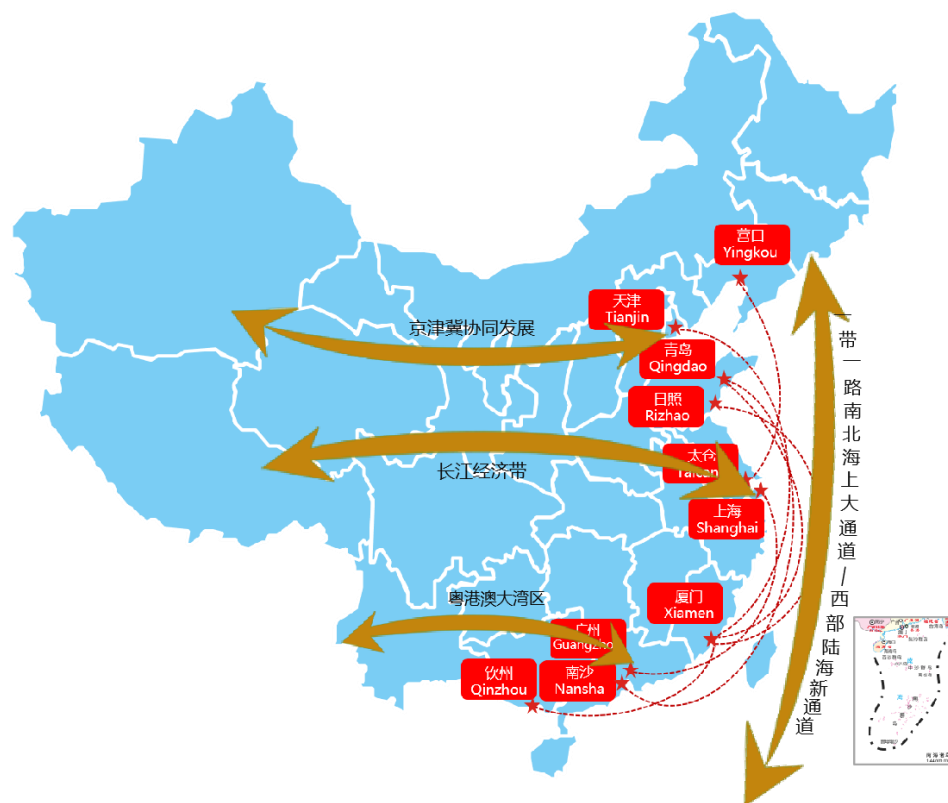 营口
Yingkou
天津
Tianjin
京津冀协同发展
青岛
Qingdao
日照
Rizhao
太仓
长江经济带
上海
Shanghai
一带一路南北海上大通道—西部陆海新通道
粤港澳大湾区
厦门
Xiamen
广州
Guangzho
钦州
Qinzhou
南沙
Nansha